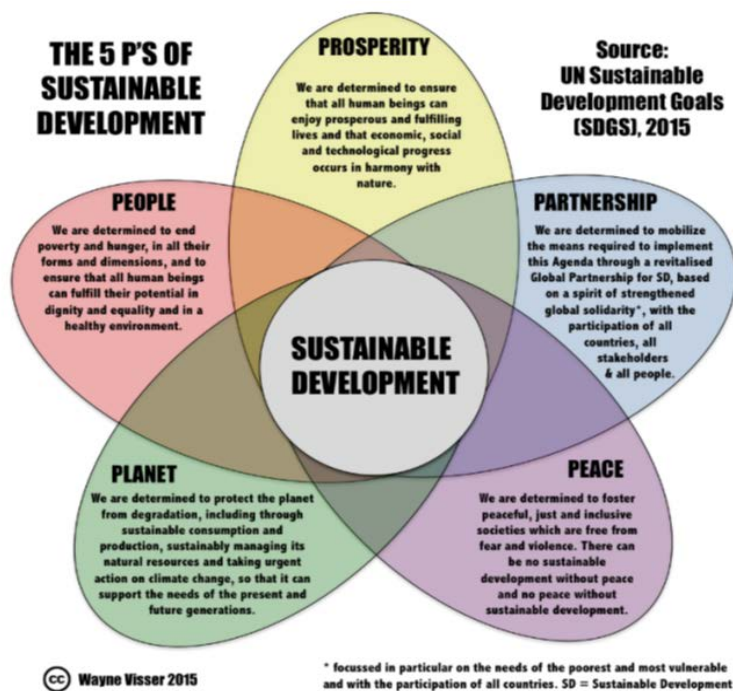 THE 5 P'S OF
SUSTAINABLE
DEVELOPMENT
PROSPERITY
We are determined to ensure
that all human beings can
enjoy prosperous and fulfilling
lives and that economic, social
and technological progress
occurs in harmony with
nature.
Source:
UN Sustainable
Development Goals
(SDGS), 2015
PEOPLE
We are determined to end
poverty and hunger, in all their
forms and dimensions, and to
ensure that all human beings
can fulfill their potential in
dignity and equality and in a
healthy environment.
PARTNERSHIP
We are determined to mobilize
the means required to implement
this Agenda through a revitalised
Global Partnership for SD, based
on a spirit of strengthened
global solidarity*, with the
participation of all
countries, all
stakeholders
& all people.
SUSTAINABLE
DEVELOPMENT
PLANET
We are determined to protect the planet
from degradation, including through
sustainable consumption and
production, sustainably managing its
natural resources and taking urgent
action on climate change, so that it can
support the needs of the present and
future generations.
PEACE
We are determined to foster
peaceful, just and inclusive
societies which are free from
fear and violence. There can
be no sustainable
development without peace
and no peace without
sustainable development.
cc Wayne Visser 2015
* focussed in particular on the needs of the poorest and most vulnerable
and with the participation of all countries. SD = Sustainable Development